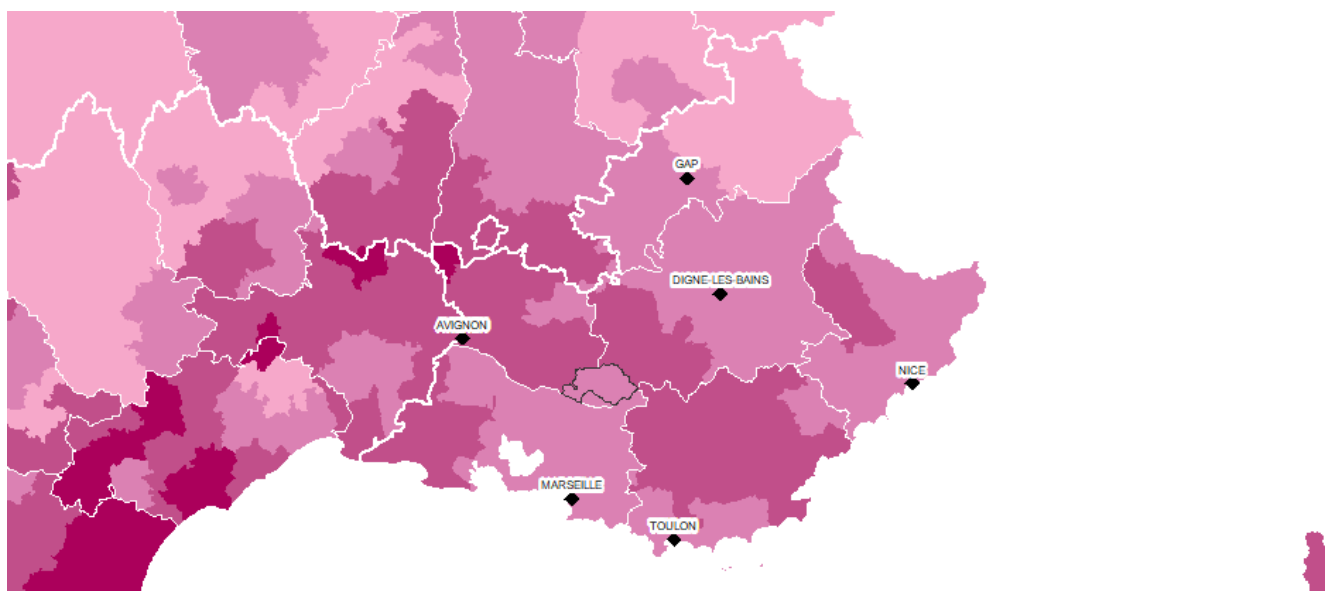 GAP
DIGNE-LES-BAINS
AVIGNON
NICE
MARSEILLE
TOULON